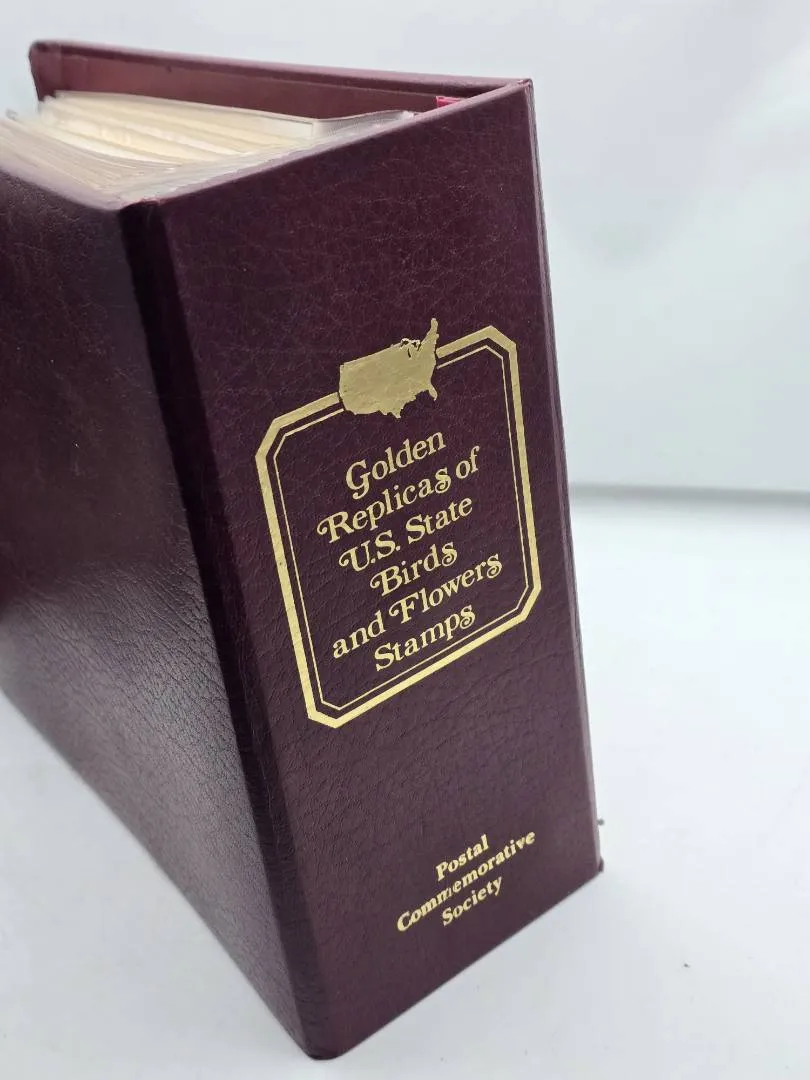 Golden
Replicas of
U.S. State
Birds
and Flowers
Stamps
Postal
Commemorative
Society